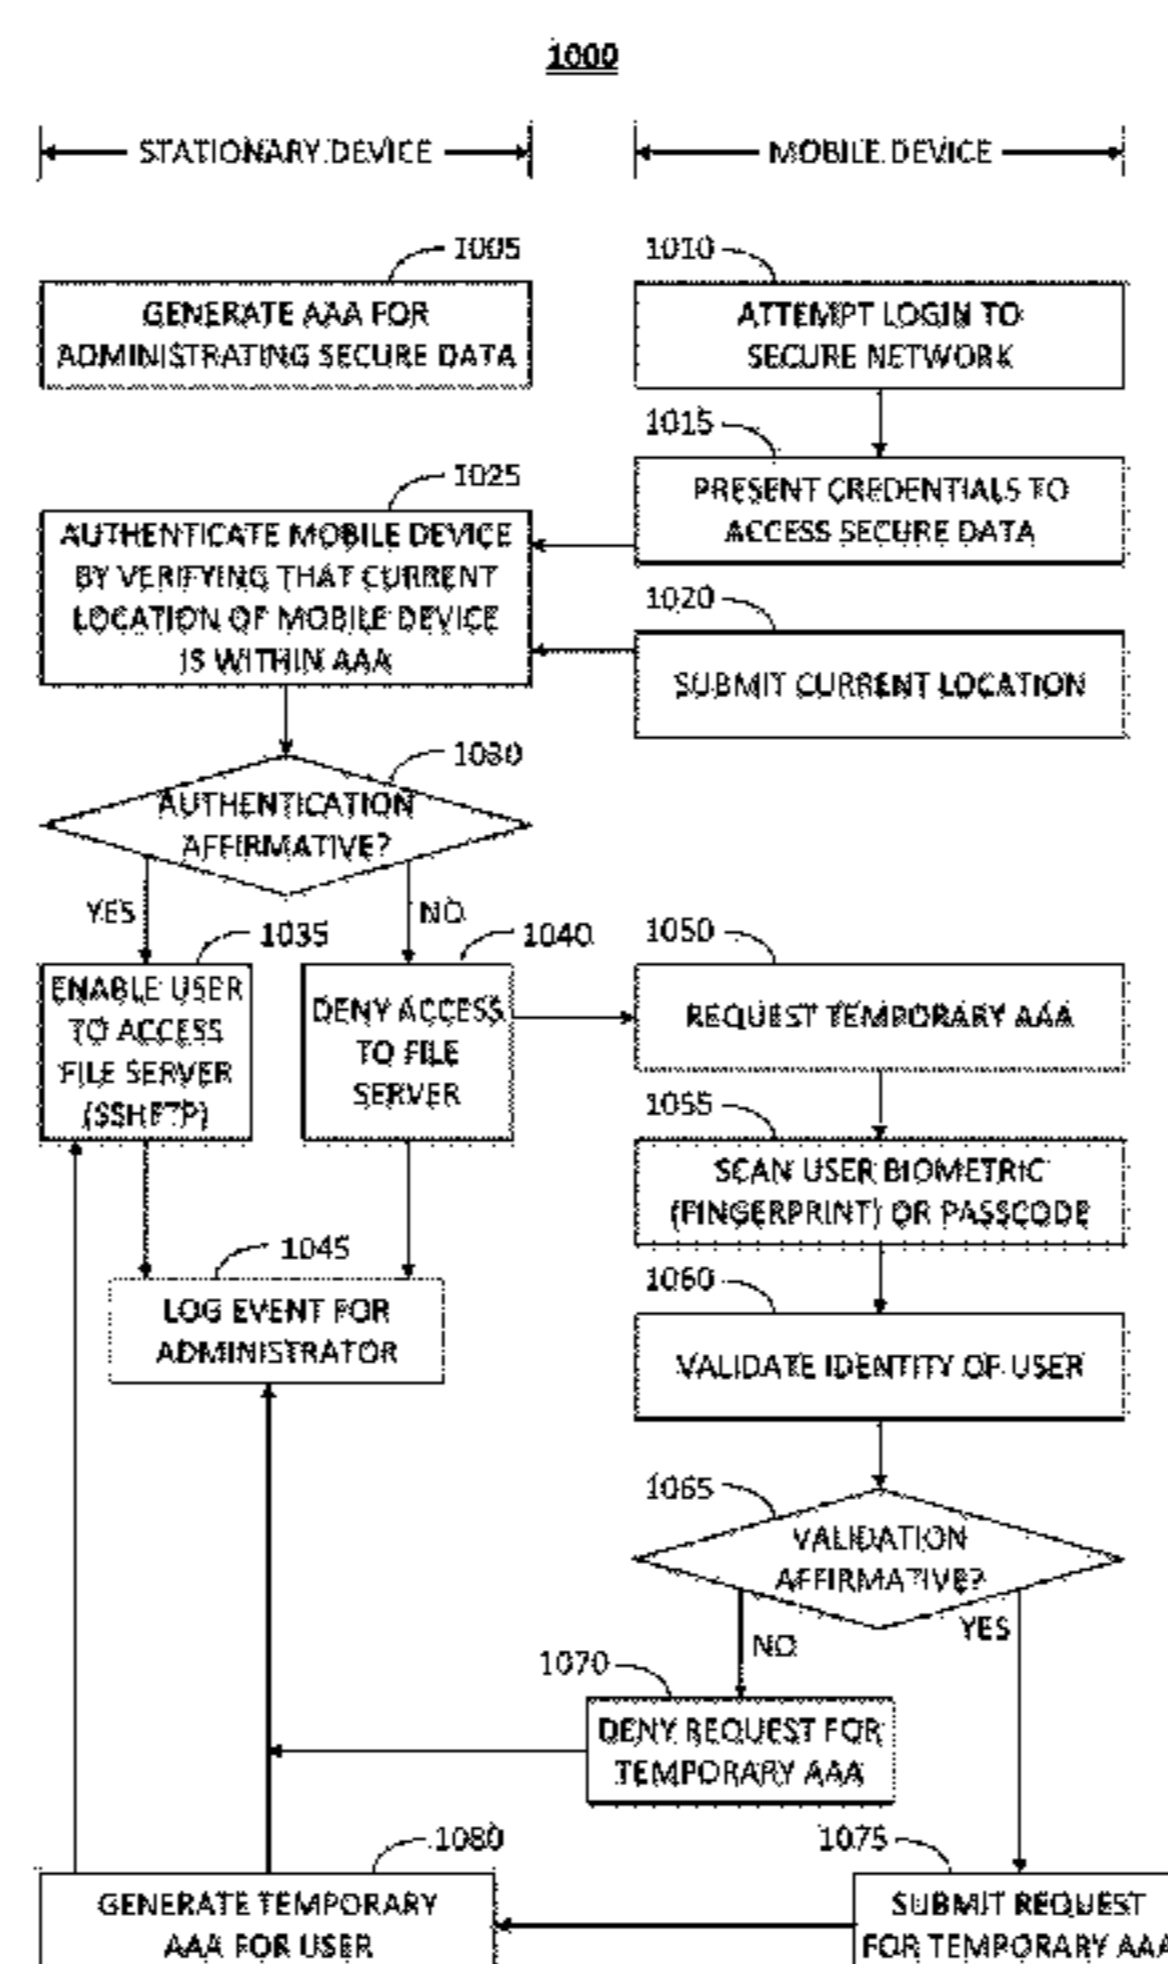 1000
STATIONARY DEVICE
MOBILE DEVICE
1005
GENERATE AAA FOR
ADMINISTRATING SECURE DATA
1010
ATTEMPT LOGIN TO
SECURE NETWORK
1015
PRESENT CREDENTIALS TO
ACCESS SECURE DATA
1020
SUBMIT CURRENT LOCATION
1025
AUTHENTICATE MOBILE DEVICE
BY VERIFYING THAT CURRENT
LOCATION OF MOBILE DEVICE
IS WITHIN AAA
1030
AUTHENTICATION
AFFIRMATIVE?
YES
NO
1035
ENABLE USER
TO ACCESS
FILE SERVER
(SSHFTP)
1040
DENY ACCESS
TO FILE
SERVER
1045
LOG EVENT FOR
ADMINISTRATOR
1050
REQUEST TEMPORARY AAA
1055
SCAN USER BIOMETRIC
(FINGERPRINT) OR PASSCODE
1060
VALIDATE IDENTITY OF USER
1065
VALIDATION
AFFIRMATIVE?
NO
YES
1070
DENY REQUEST FOR
TEMPORARY AAA
1075
SUBMIT REQUEST
FOR TEMPORARY AAA
1080
GENERATE TEMPORARY
AAA FOR USER